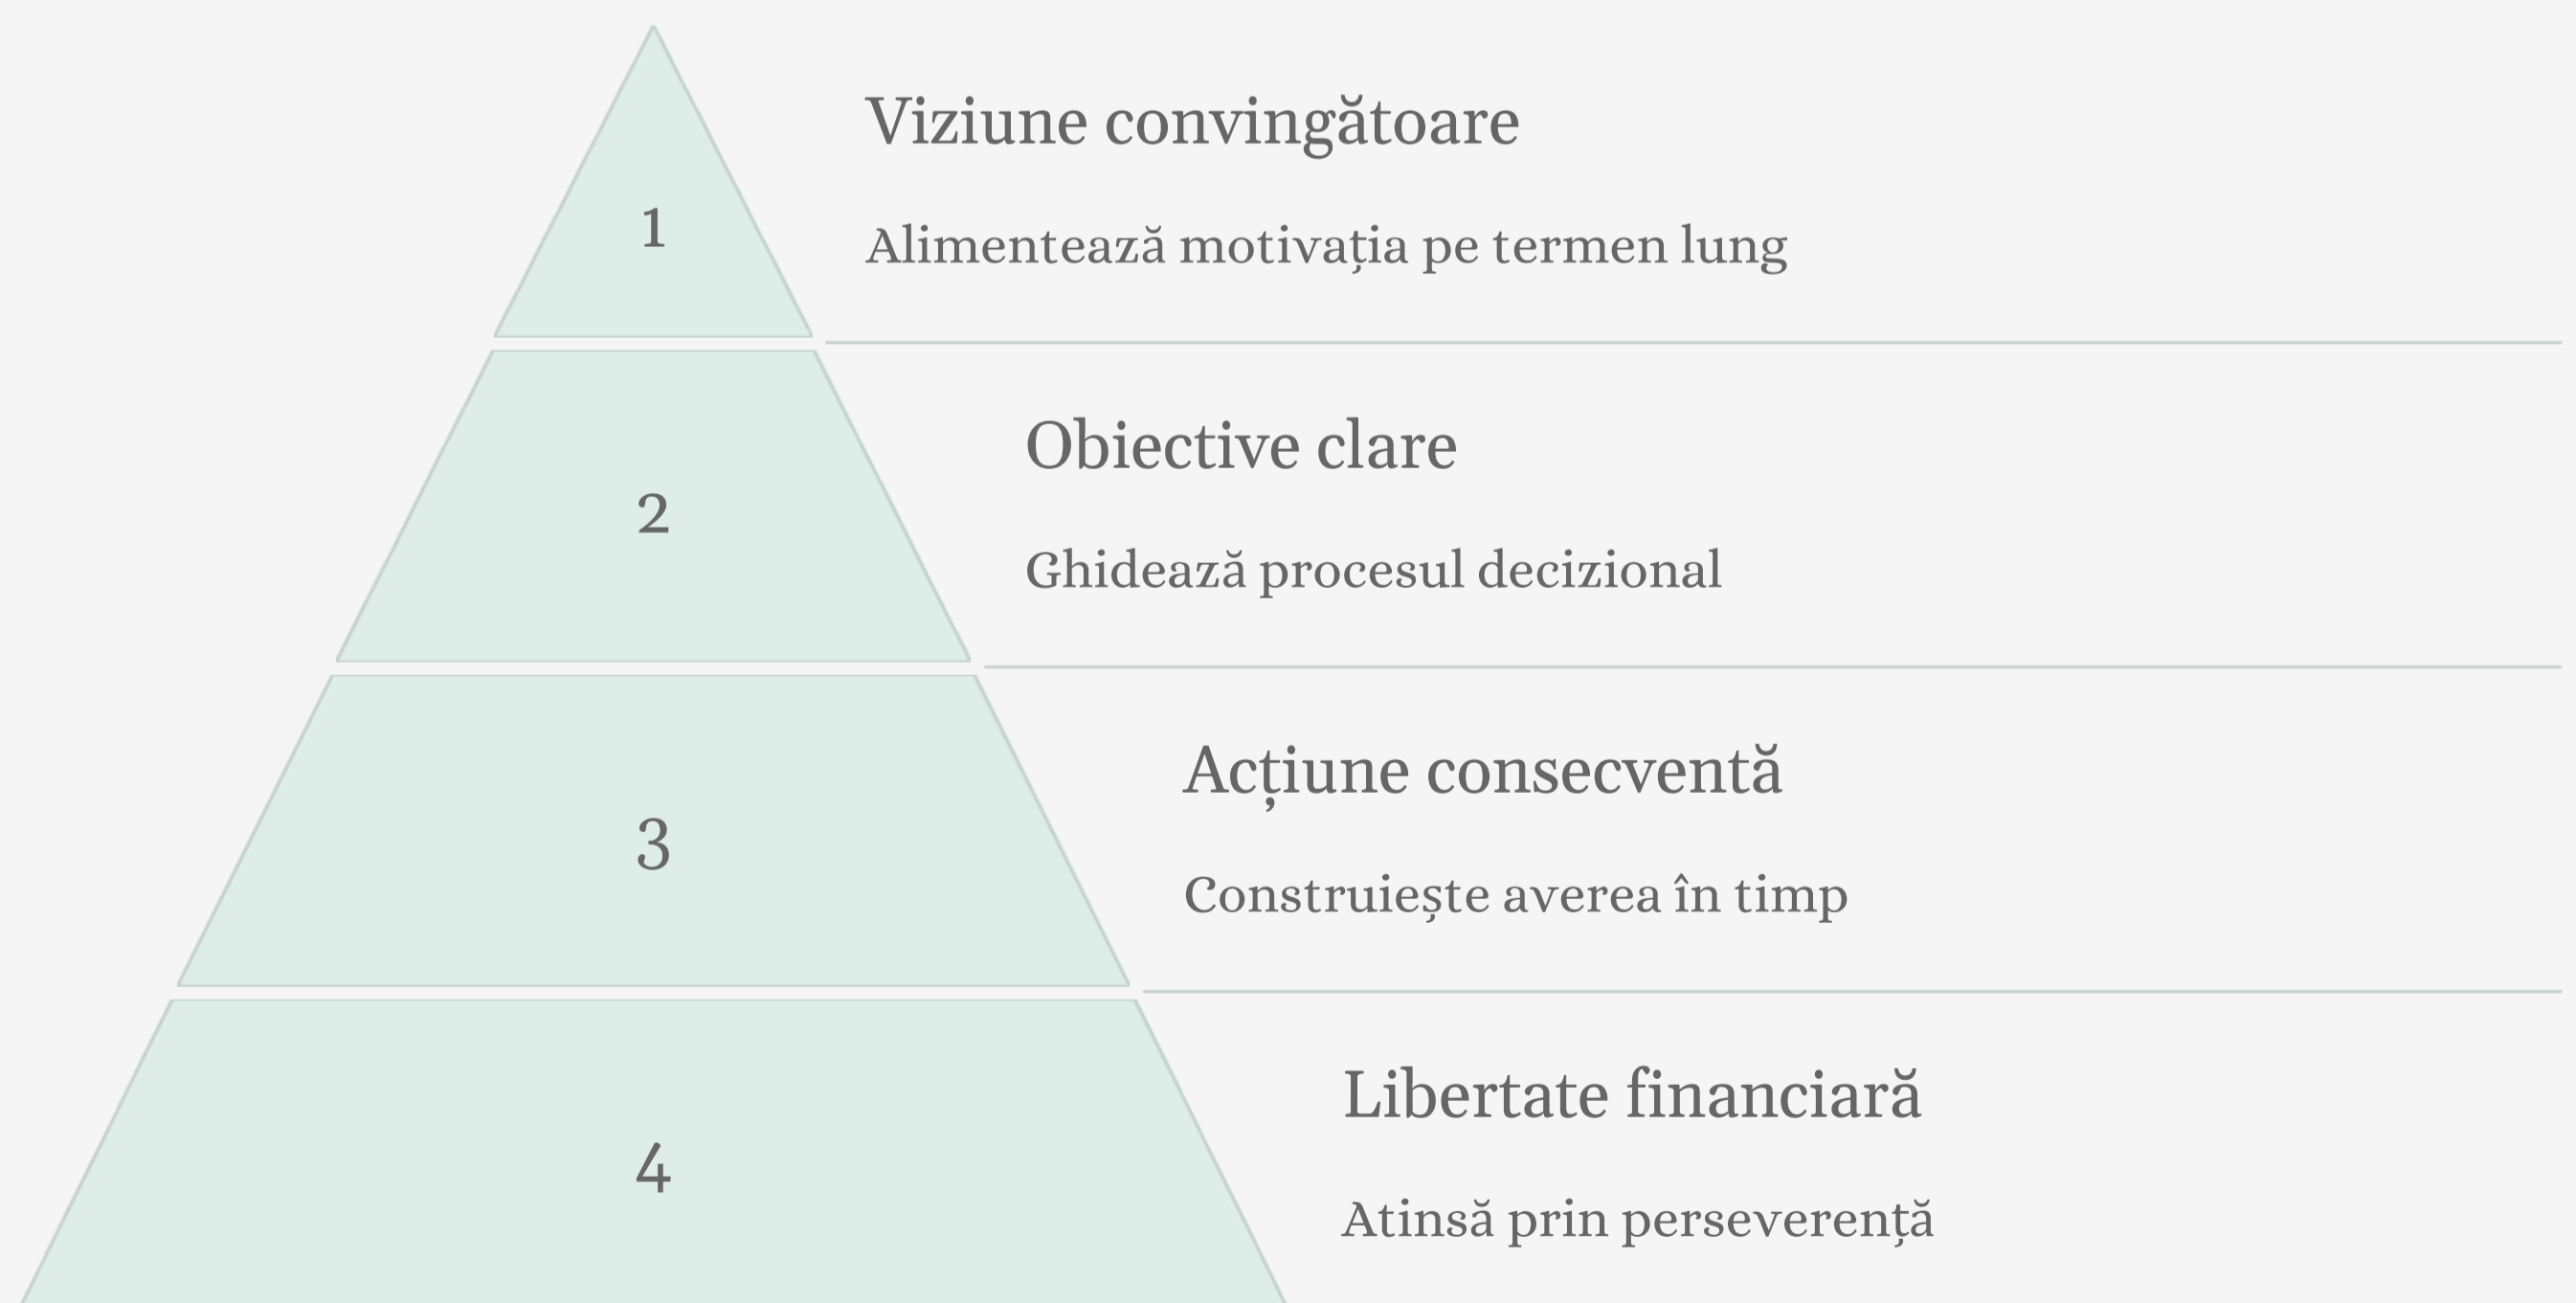 1
Viziune convingătoare
Alimentează motivația pe termen lung
2
Obiective clare
Ghidează procesul decizional
3
Acțiune consecventă
Construiește averea în timp
4
Libertate financiară
Atinsă prin perseverență